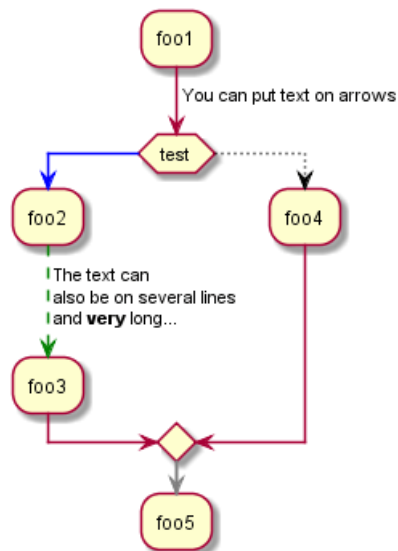 foo1
You can put text on arrows
test
foo2
foo4
The text can
also be on several lines
and very long...
foo3
foo5